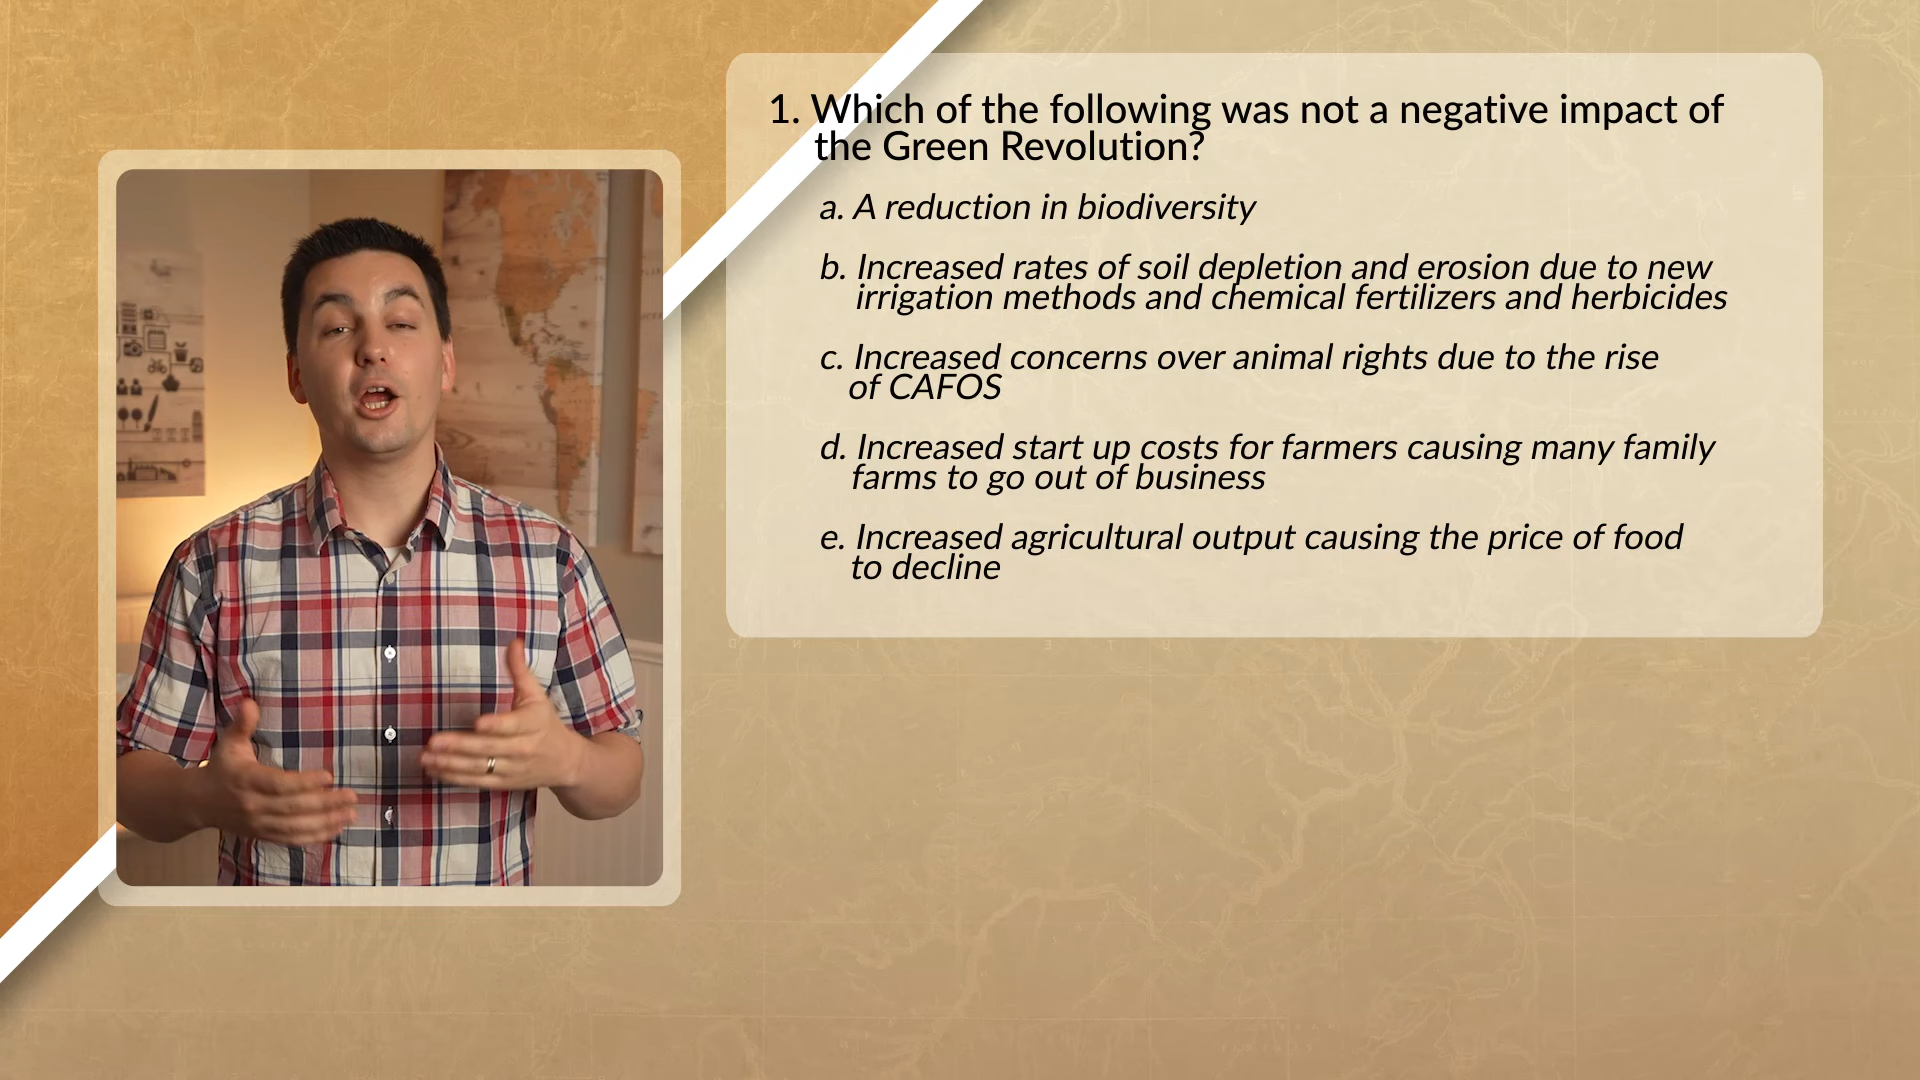 1. Which of the following was not a negative impact of
the Green Revolution?
a. A reduction in biodiversity
b. Increased rates of soil depletion and erosion due to new
irrigation methods and chemical fertilizers and herbicides
c. Increased concerns over animal rights due to the rise
of CAFOS
d. Increased start up costs for farmers causing many family
farms to go out of business
e. Increased agricultural output causing the price of food
to decline